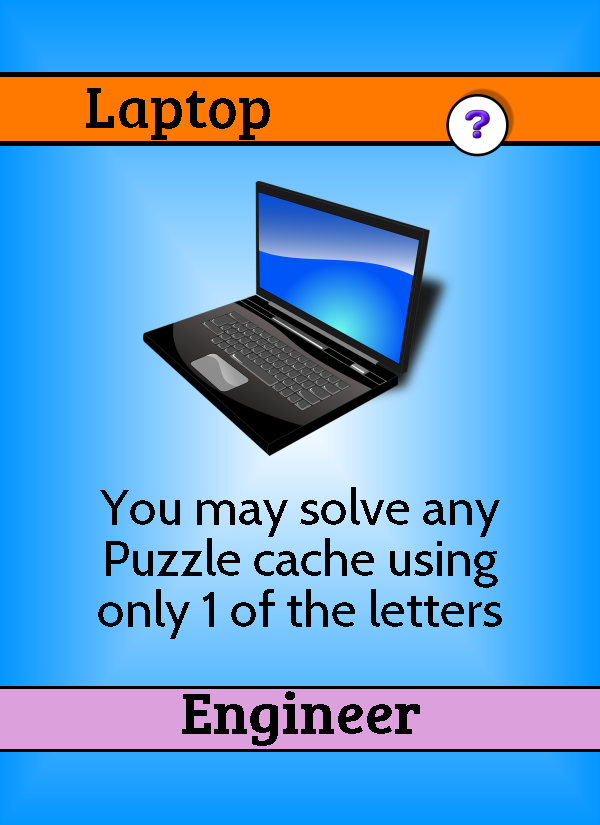 Laptop
?
You may solve any
Puzzle cache using
only 1 of the letters
Engineer